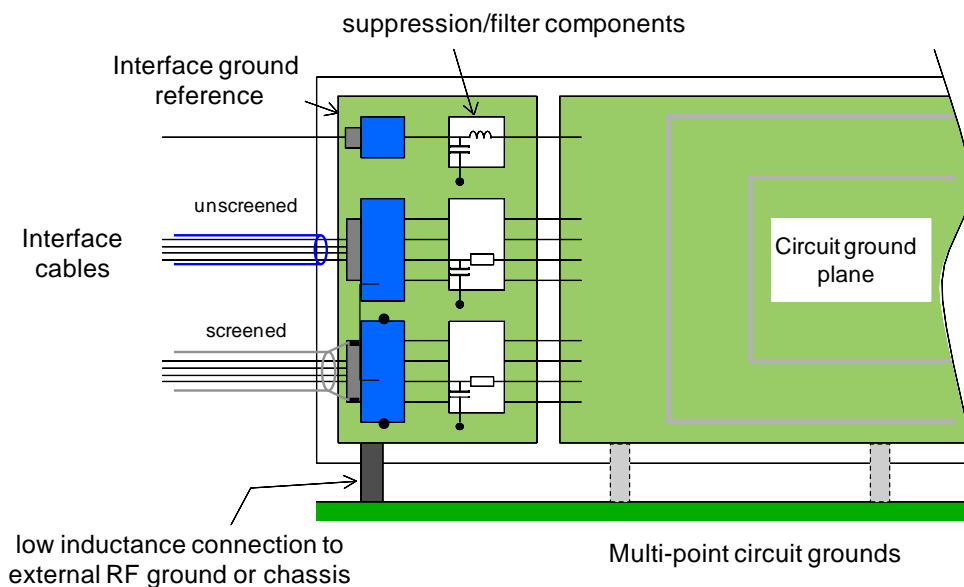 suppression/filter components
Interface ground
reference
unscreened
Interface
cables
Circuit ground
plane
screened
low inductance connection to
external RF ground or chassis
Multi-point circuit grounds